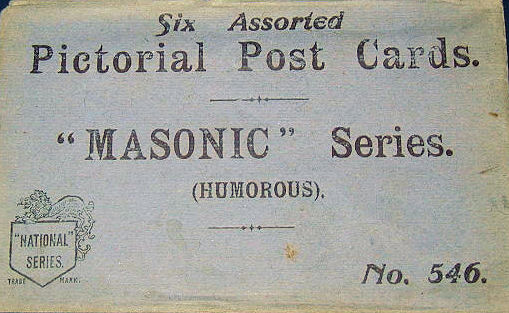 Six Assorted
Pictorial Post Cards.
"MASONIC" Series.
(HUMOROUS).
"NATIONAL"
SERIES.
TRADE MARK.
No. 546.